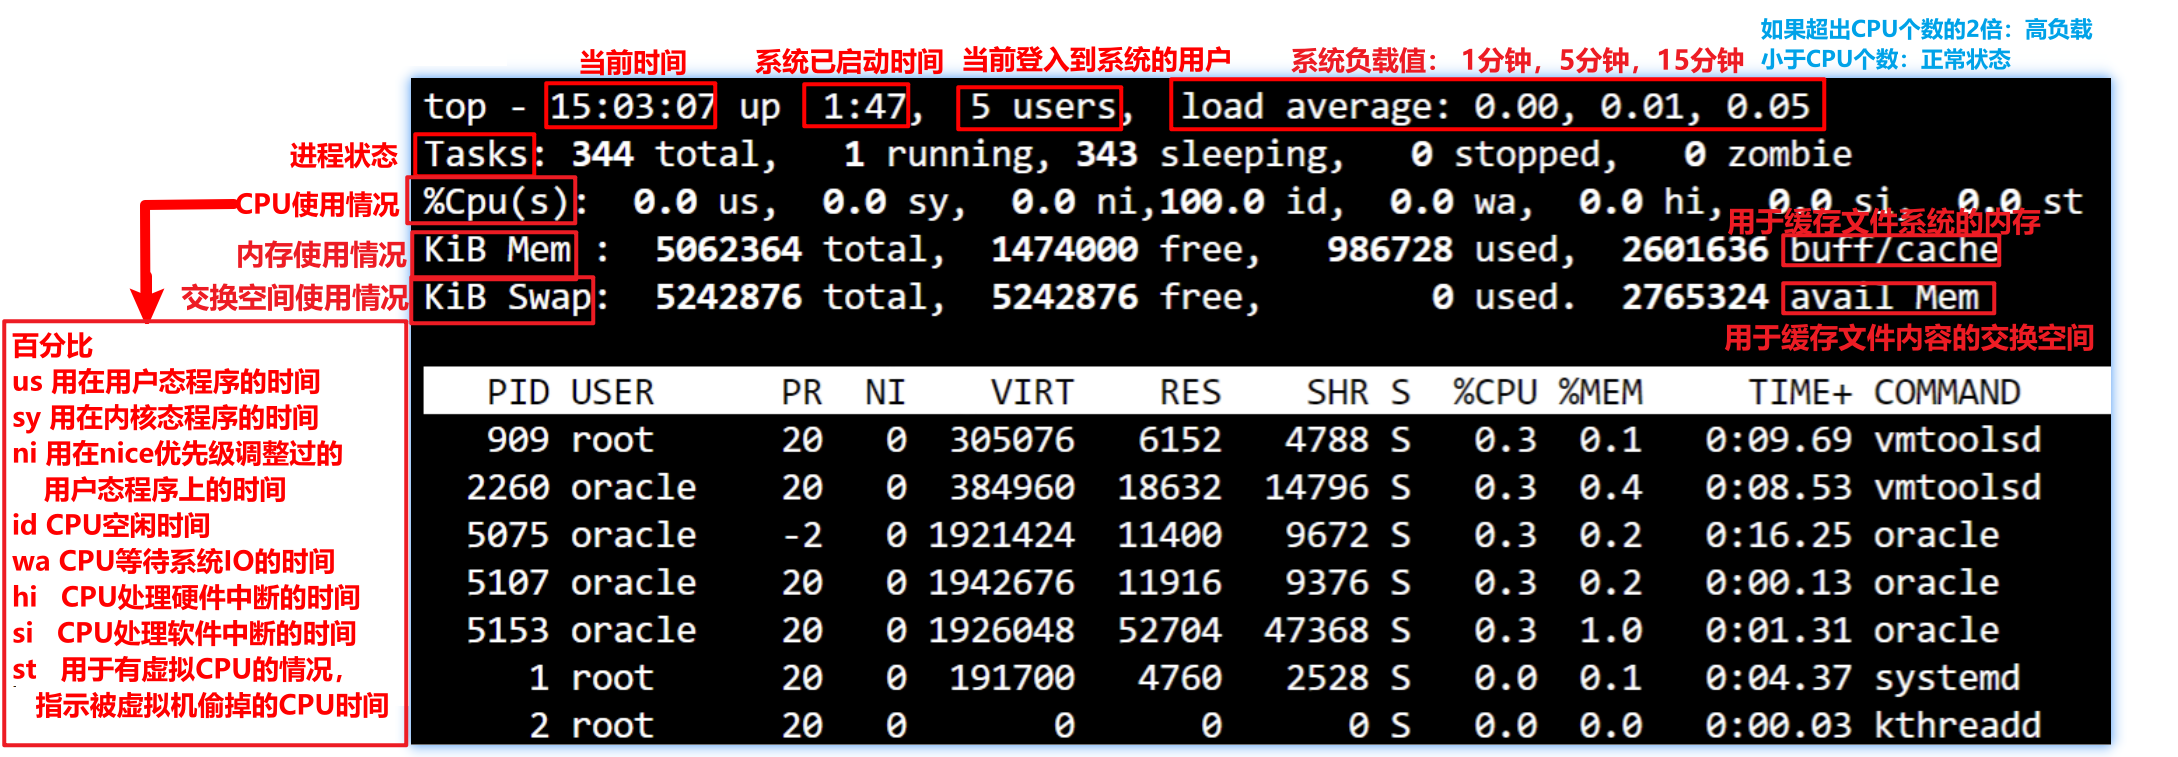 如果超出CPU个数的2倍：高负载
当前时间 系统已启动时间 当前登入到系统的用户 系统负载值： 1分钟，5分钟，15分钟 小于CPU个数：正常状态
top - 15:03:07 up 1:47, 5 users, load average: 0.00, 0.01, 0.05
进程状态 Tasks: 344 total, 1 running, 343 sleeping, 0 stopped, 0 zombie
CPU使用情况 %Cpu(s): 0.0 us, 0.0 sy, 0.0 ni,100.0 id, 0.0 wa, 0.0 hi, 0.0 si, 0.0 st
用于缓存文件系统的内存
内存使用情况 KiB Mem : 5062364 total, 1474000 free, 986728 used, 2601636 buff/cache
交换空间使用情况 KiB Swap: 5242876 total, 5242876 free, 0 used. 2765324 avail Mem
用于缓存文件内容的交换空间
百分比
us 用在用户态程序的时间
sy 用在内核态程序的时间
ni 用在nice优先级调整过的
用户态程序上的时间
id CPU空闲时间
wa CPU等待系统IO的时间
hi CPU处理硬件中断的时间
si CPU处理软件中断的时间
st 用于有虚拟CPU的情况，
指示被虚拟机偷掉的CPU时间
PID USER PR NI VIRT RES SHR S %CPU %MEM TIME+ COMMAND
909 root 20 0 305076 6152 4788 S 0.3 0.1 0:09.69 vmtoolsd
2260 oracle 20 0 384960 18632 14796 S 0.3 0.4 0:08.53 vmtoolsd
5075 oracle -2 0 1921424 11400 9672 S 0.3 0.2 0:16.25 oracle
5107 oracle 20 0 1942676 11916 9376 S 0.3 0.2 0:00.13 oracle
5153 oracle 20 0 1926048 52704 47368 S 0.3 1.0 0:01.31 oracle
1 root 20 0 191700 4760 2528 S 0.0 0.1 0:04.37 systemd
2 root 20 0 0 0 0 S 0.0 0.0 0:00.03 kthreadd